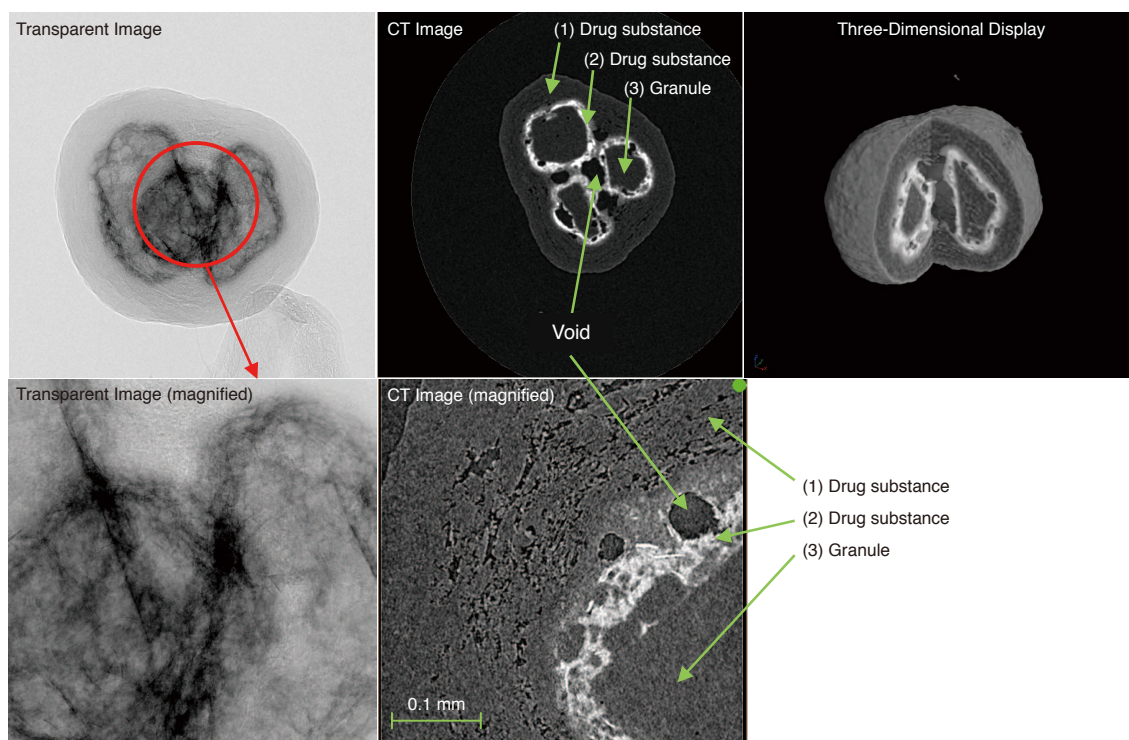 Transparent Image
CT Image
(1) Drug substance
(2) Drug substance
(3) Granule
Three-Dimensional Display
Void
Transparent Image (magnified)
CT Image (magnified)
(1) Drug substance
(2) Drug substance
(3) Granule
0.1 mm